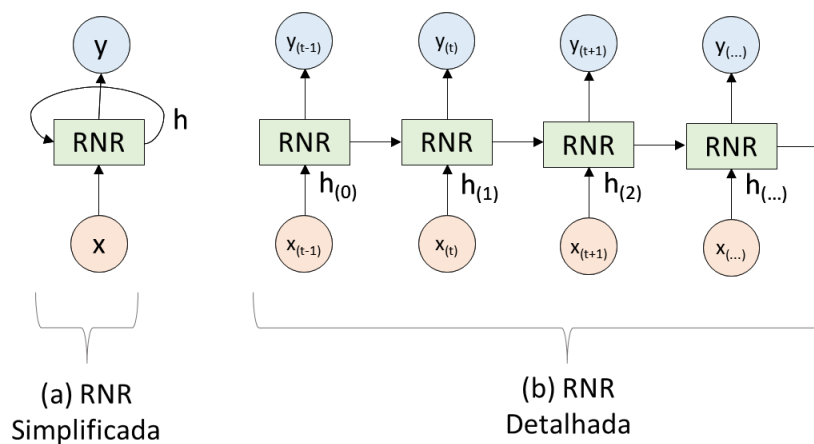 y
h
RNR
x
(a) RNR
Simplificada
y(t-1)
y(t)
y(t+1)
y(...)
RNR
RNR
RNR
RNR
h(0)
h(1)
h(2)
h(...)
x(t-1)
x(t)
x(t+1)
x(...)
(b) RNR
Detalhada